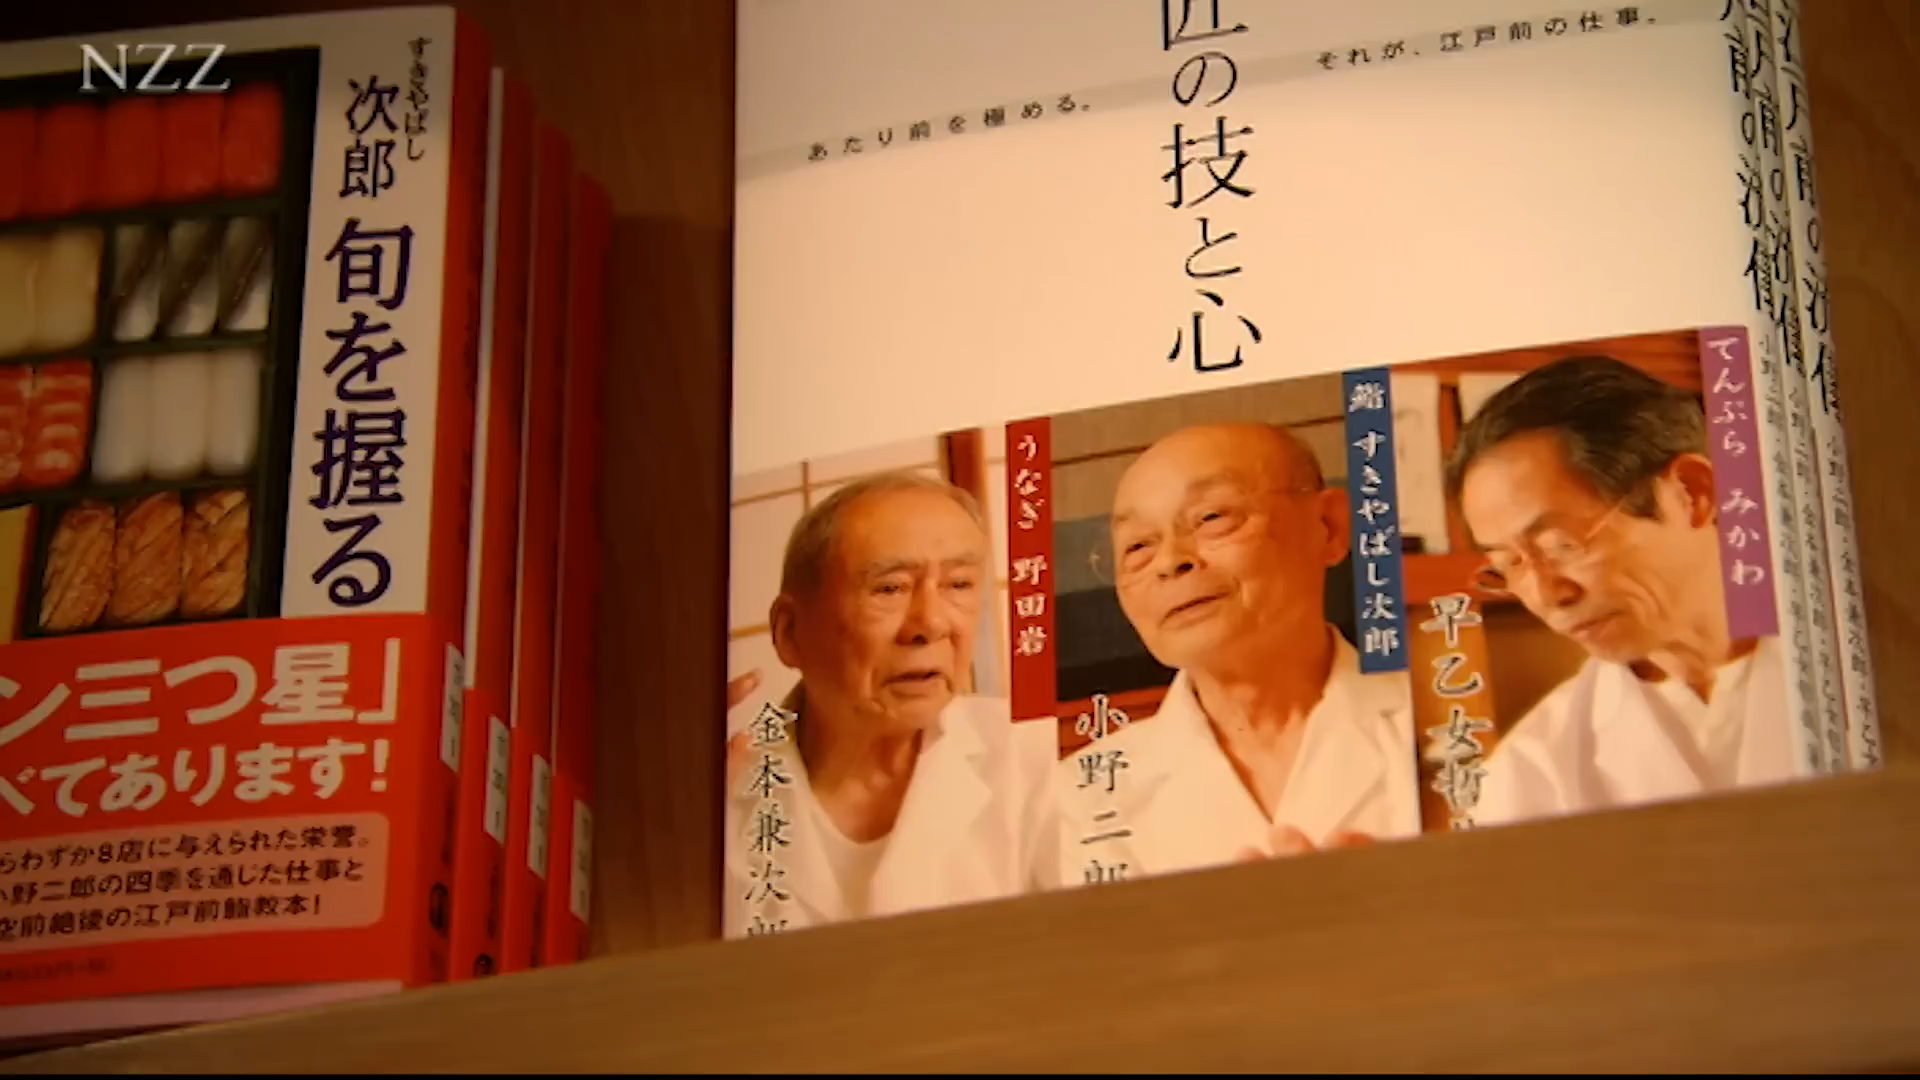 NZZ
すきやばし
次郎 旬を握る
ン三つ星」
べてあります!
らわずか8店に与えられた栄誉。
小野二郎の四季を通じた仕事と
空前絶後の江戸前鮨教本!
匠の技と心
あたり前を極める。
それが、江戸前の仕事。
うなぎ 野田岩
金本兼次郎
鮨 すきやばし次郎
小野二郎
てんぷら みかわ
早乙女哲